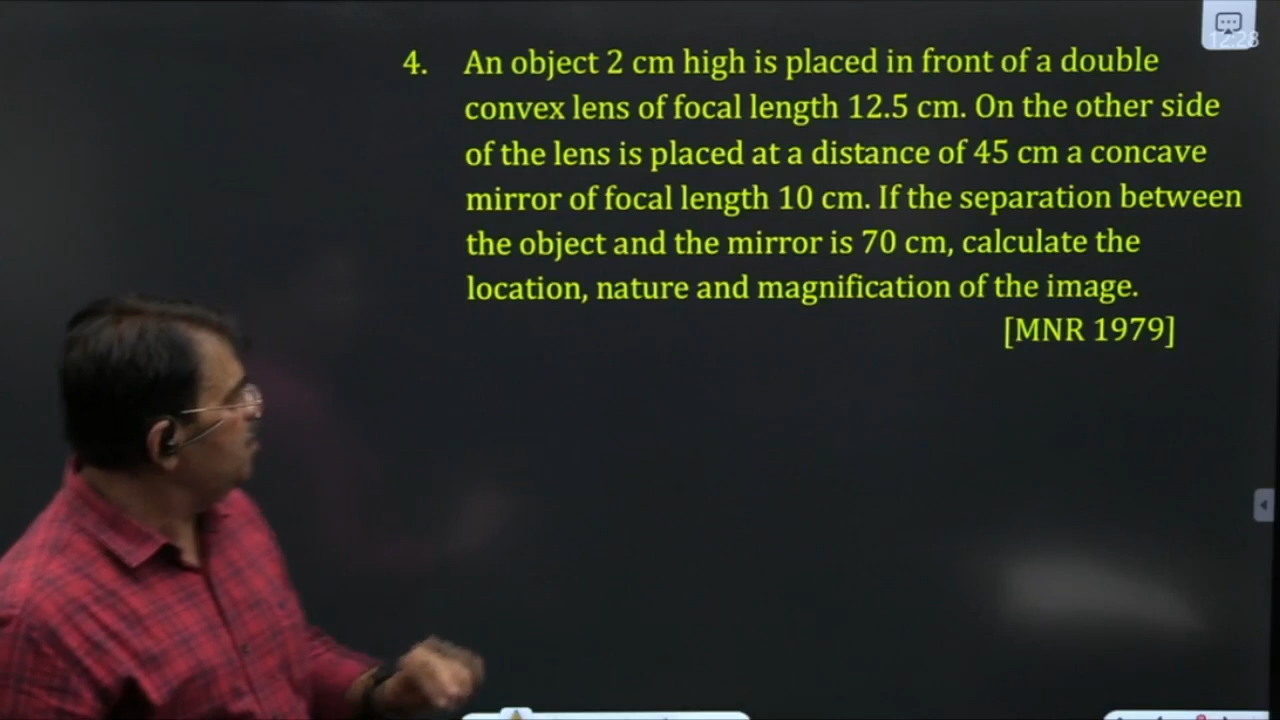 12:28
4. An object 2 cm high is placed in front of a double
convex lens of focal length 12.5 cm. On the other side
of the lens is placed at a distance of 45 cm a concave
mirror of focal length 10 cm. If the separation between
the object and the mirror is 70 cm, calculate the
location, nature and magnification of the image.
[MNR 1979]